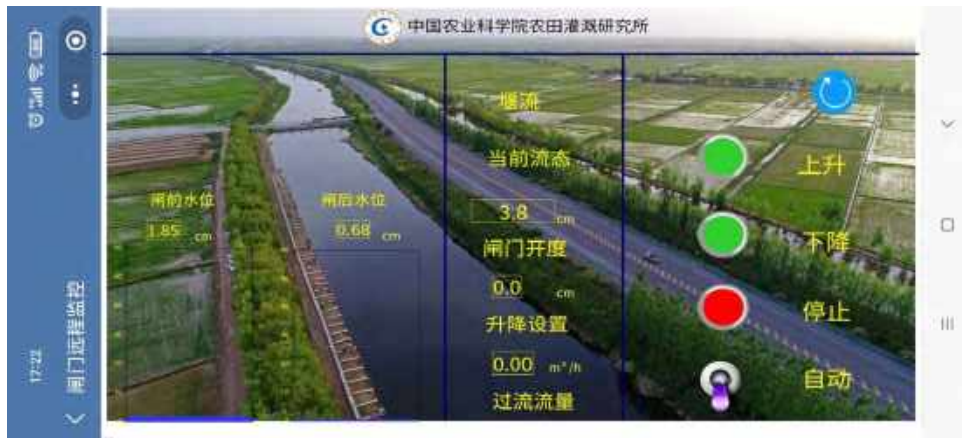 17:22
闸门远程监控
中国农业科学院农田灌溉研究所
堰流
当前流态
闸前水位
1.85 cm
闸后水位
0.68 cm
3.8 cm
闸门开度
0.0 cm
升降设置
0.00 m³/h
过流流量
上升
下降
停止
自动